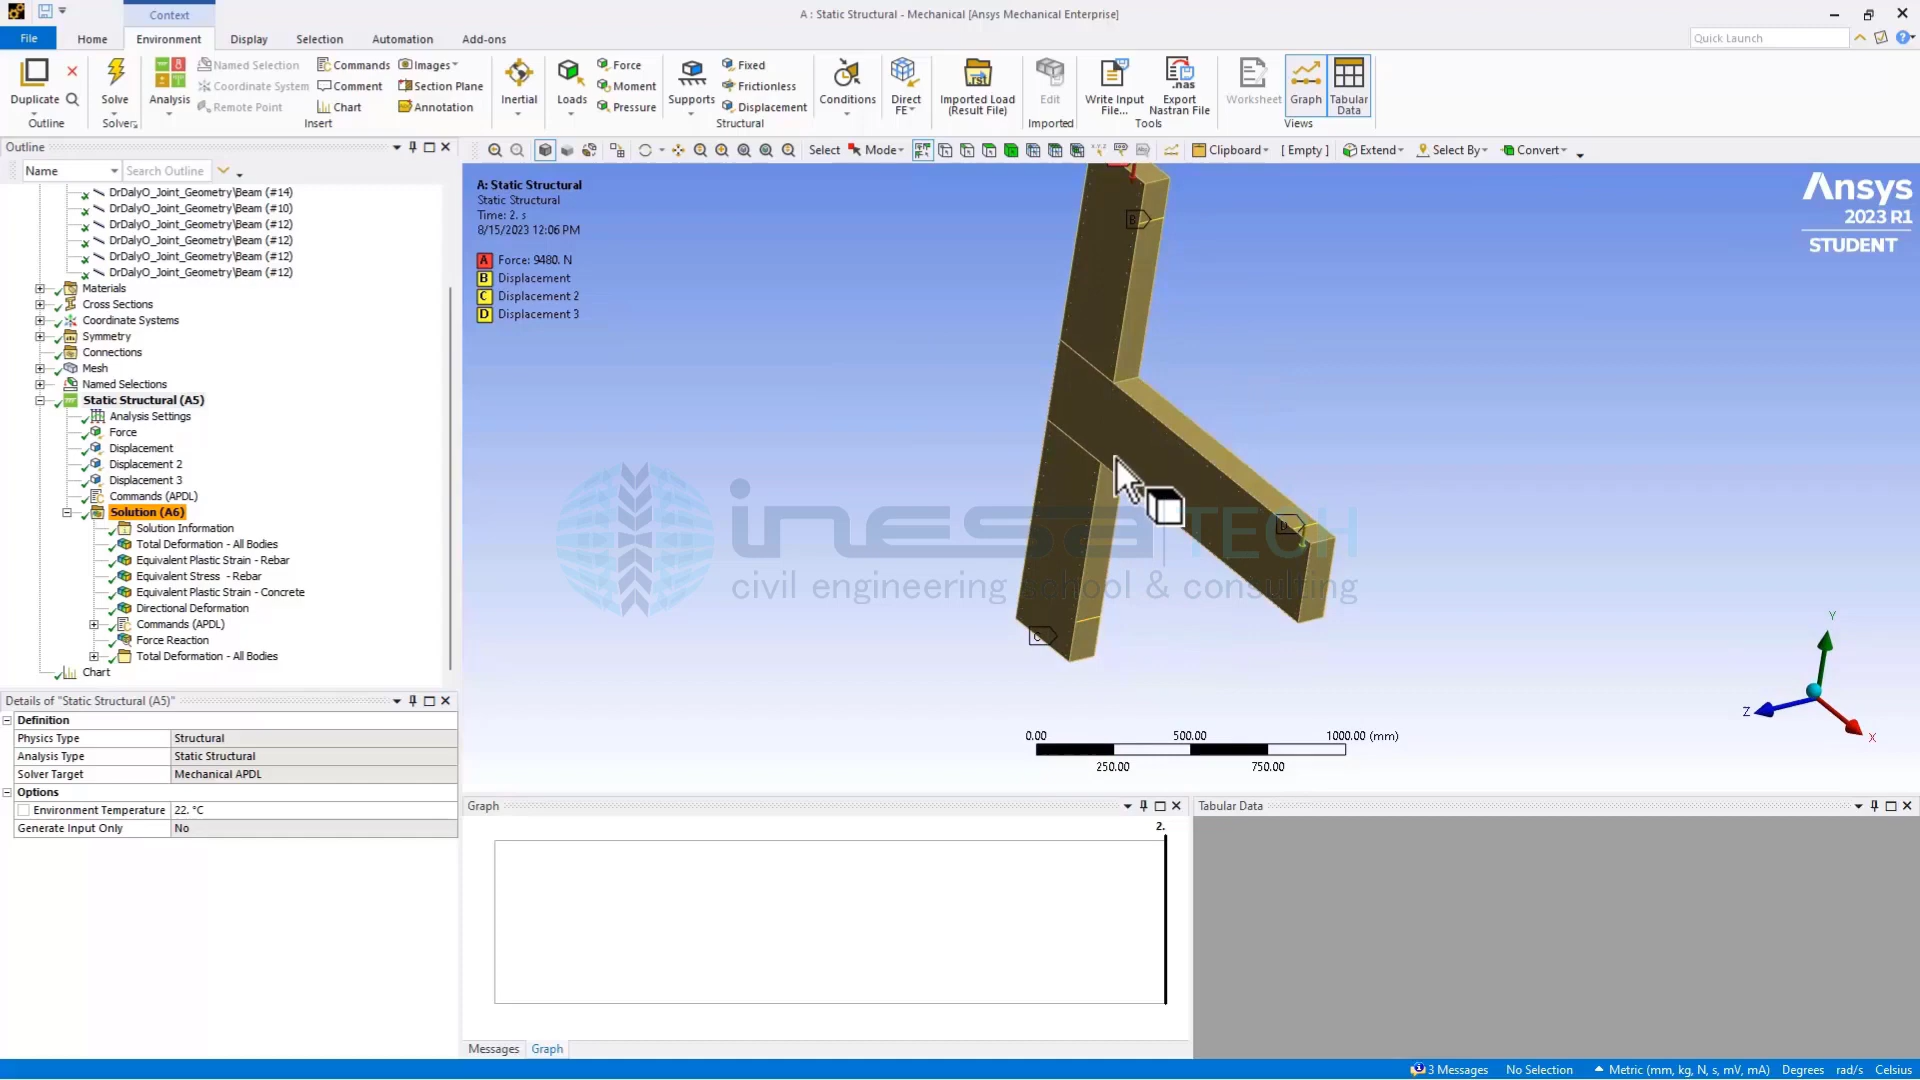 Context
A : Static Structural - Mechanical [Ansys Mechanical Enterprise]
File Home Environment Display Selection Automation Add-ons
Quick Launch
Duplicate Solve Analysis Named Selection Coordinate System Remote Point Commands Comment Chart Images Section Plane Annotation
Inertial Loads Force Moment Pressure Supports Fixed Frictionless Displacement Conditions Direct FE Imported Load (Result File) Edit Write Input File... Export Nastran File Worksheet Graph Tabular Data
Outline Solver Insert Structural Imported Tools Views
Outline
Name Search Outline
Select Mode Clipboard [ Empty ] Extend Select By Convert
DrDalyO_Joint_Geometry\Beam (#14)
DrDalyO_Joint_Geometry\Beam (#10)
DrDalyO_Joint_Geometry\Beam (#12)
DrDalyO_Joint_Geometry\Beam (#12)
DrDalyO_Joint_Geometry\Beam (#12)
DrDalyO_Joint_Geometry\Beam (#12)
Materials
Cross Sections
Coordinate Systems
Symmetry
Connections
Mesh
Named Selections
Static Structural (A5)
Analysis Settings
Force
Displacement
Displacement 2
Displacement 3
Commands (APDL)
Solution (A6)
Solution Information
Total Deformation - All Bodies
Equivalent Plastic Strain - Rebar
Equivalent Stress - Rebar
Equivalent Plastic Strain - Concrete
Directional Deformation
Commands (APDL)
Force Reaction
Total Deformation - All Bodies
Chart
Details of "Static Structural (A5)"
Definition
Physics Type Structural
Analysis Type Static Structural
Solver Target Mechanical APDL
Options
Environment Temperature 22. °C
Generate Input Only No
A: Static Structural
Static Structural
Time: 2. s
8/15/2023 12:06 PM
A Force: 9480. N
B Displacement
C Displacement 2
D Displacement 3
Ansys
2023 R1
STUDENT
B
D
C
inesa TECH
civil engineering school & consulting
Y
Z
X
0.00 500.00 1000.00 (mm)
250.00 750.00
Graph
2.
Tabular Data
Messages Graph
3 Messages No Selection Metric (mm, kg, N, s, mV, mA) Degrees rad/s Celsius